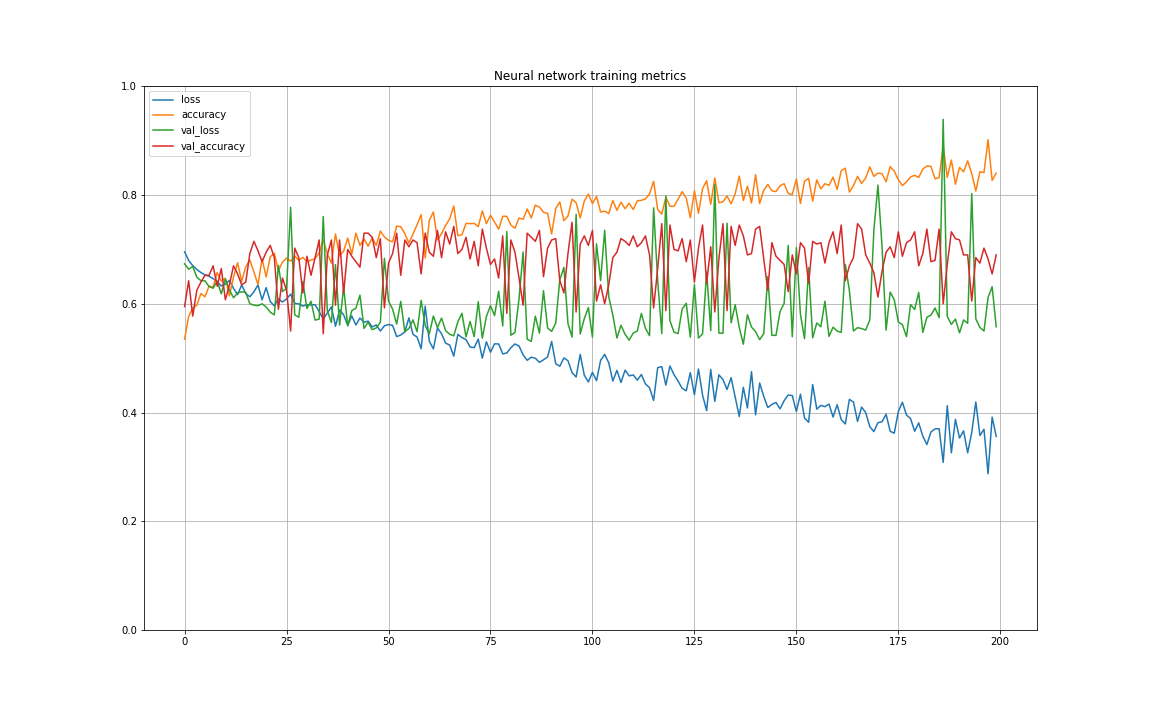 Neural network training metrics
1.0
loss
accuracy
val_loss
val_accuracy
0.8
0.6
0.4
0.2
0.0
0 25 50 75 100 125 150 175 200